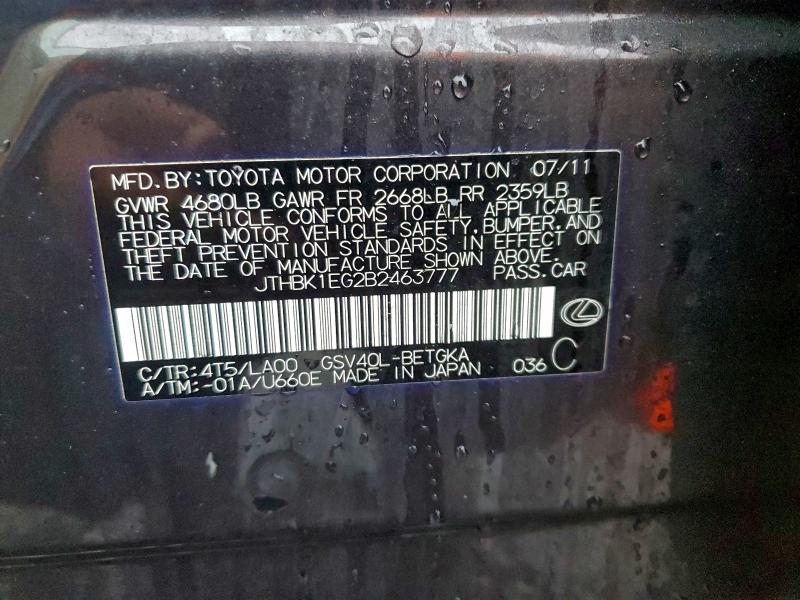 MFD.BY:TOYOTA MOTOR CORPORATION 07/11
GVWR 4680LB GAWR FR 2668LB RR 2359LB
THIS VEHICLE CONFORMS TO ALL APPLICABLE
FEDERAL MOTOR VEHICLE SAFETY,BUMPER,AND
THEFT PREVENTION STANDARDS IN EFFECT ON
THE DATE OF MANUFACTURE SHOWN ABOVE.
JTHBK1EG2B2463777 PASS.CAR
C/TR:4T5/LA00 GSV40L-BETGKA
A/TM:-01A/U660E MADE IN JAPAN 036 C